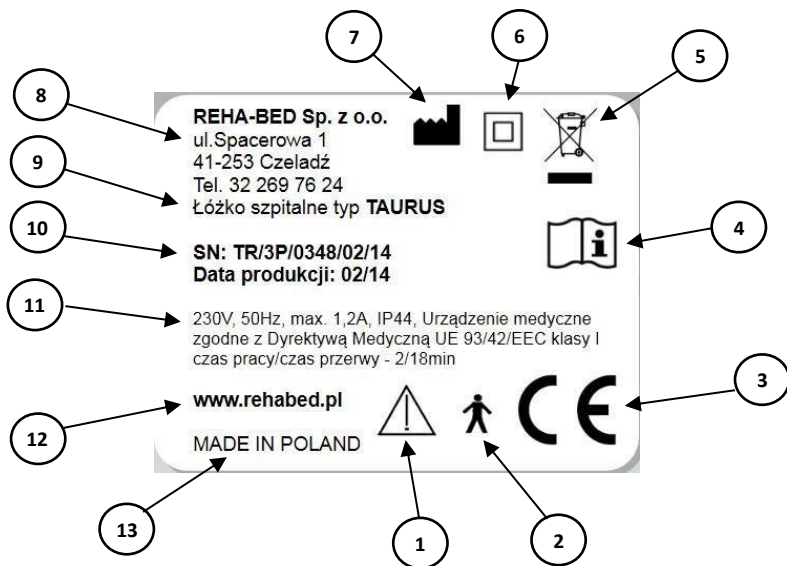 7
6
5
8
9
10
11
12
13
4
3
1
2
REHA-BED Sp. z o.o.
ul.Spacerowa 1
41-253 Czeladź
Tel. 32 269 76 24
Łóżko szpitalne typ TAURUS
SN: TR/3P/0348/02/14
Data produkcji: 02/14
230V, 50Hz, max. 1,2A, IP44, Urządzenie medyczne
zgodne z Dyrektywą Medyczną UE 93/42/EEC klasy I
czas pracy/czas przerwy - 2/18min
www.rehabed.pl
MADE IN POLAND
i
CE